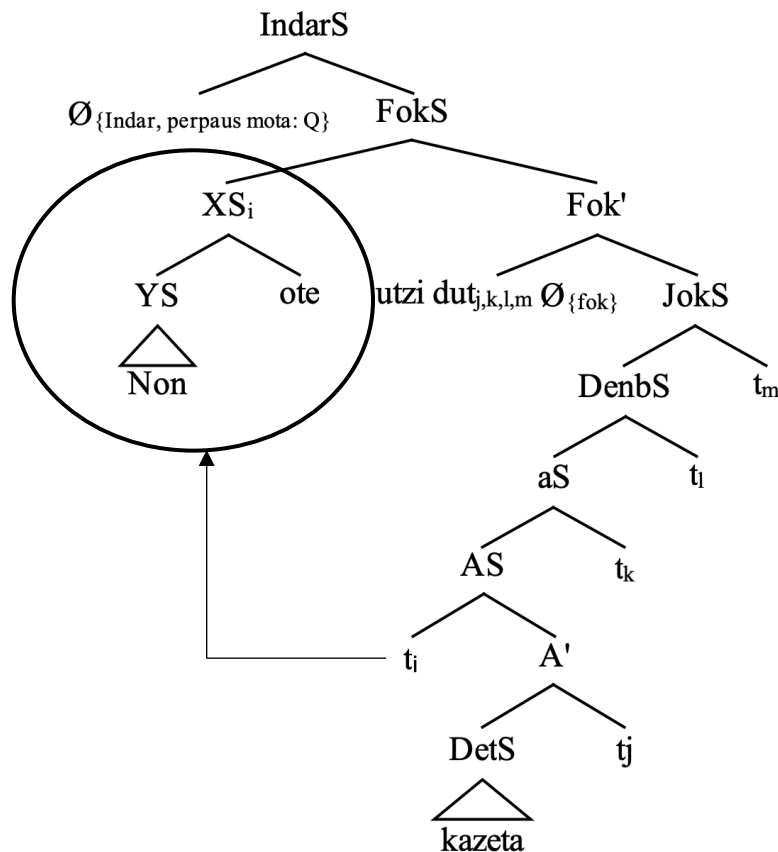 IndarS
Ø{Indar, perpaus mota: Q} FokS
XSi Fok'
YS ote utzi dutj,k,l,m Ø{fok} JokS
Non DenbS tm
aS tl
AS tk
ti A'
DetS tj
kazeta